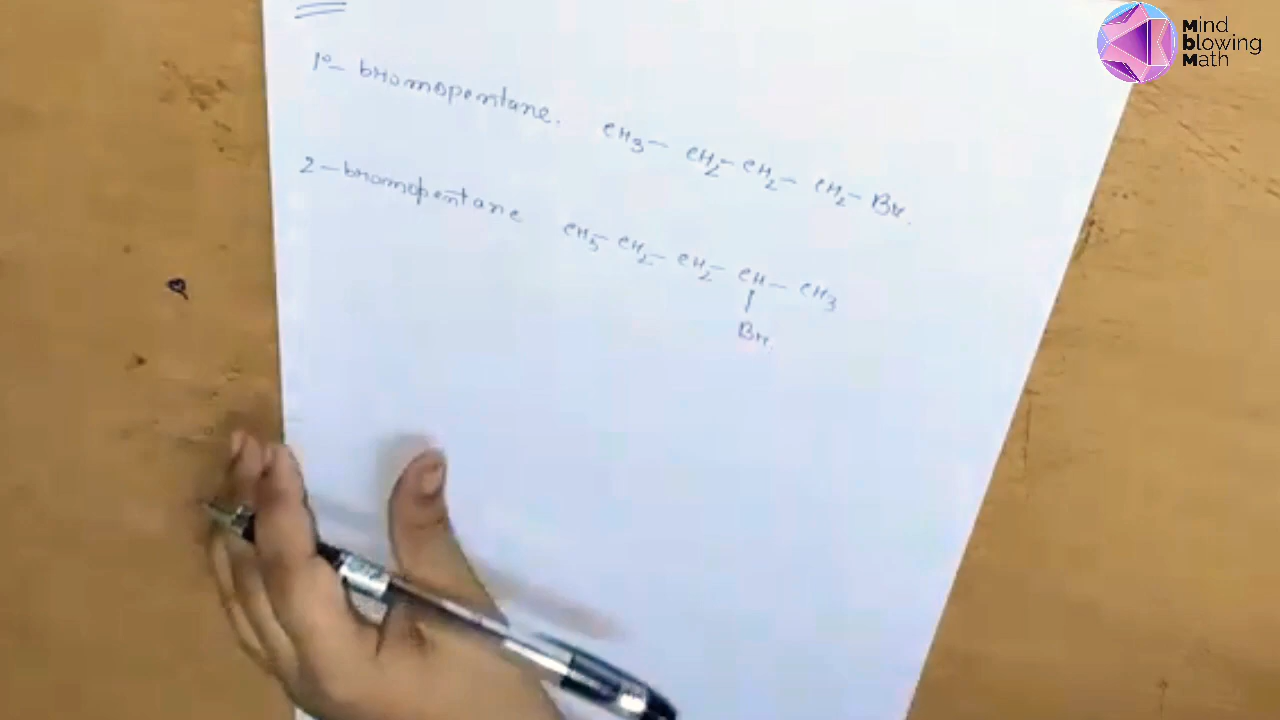 Mind
blowing
Math
1°- bromopentane. CH3- CH2- CH2- CH2- Br.
2-bromopentane CH3- CH2- CH2- CH- CH3
Br.